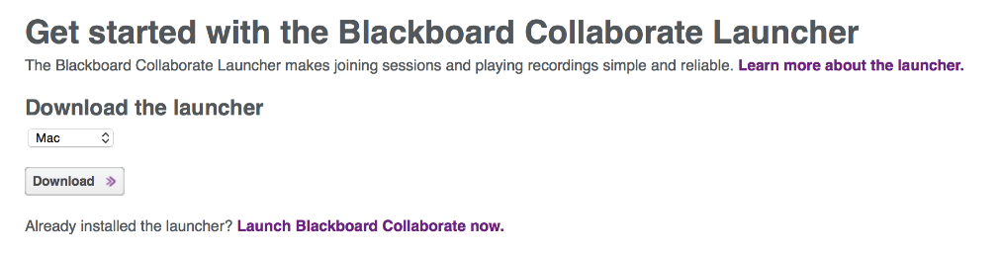 Get started with the Blackboard Collaborate Launcher
The Blackboard Collaborate Launcher makes joining sessions and playing recordings simple and reliable. Learn more about the launcher.
Download the launcher
Mac
Download
Already installed the launcher? Launch Blackboard Collaborate now.